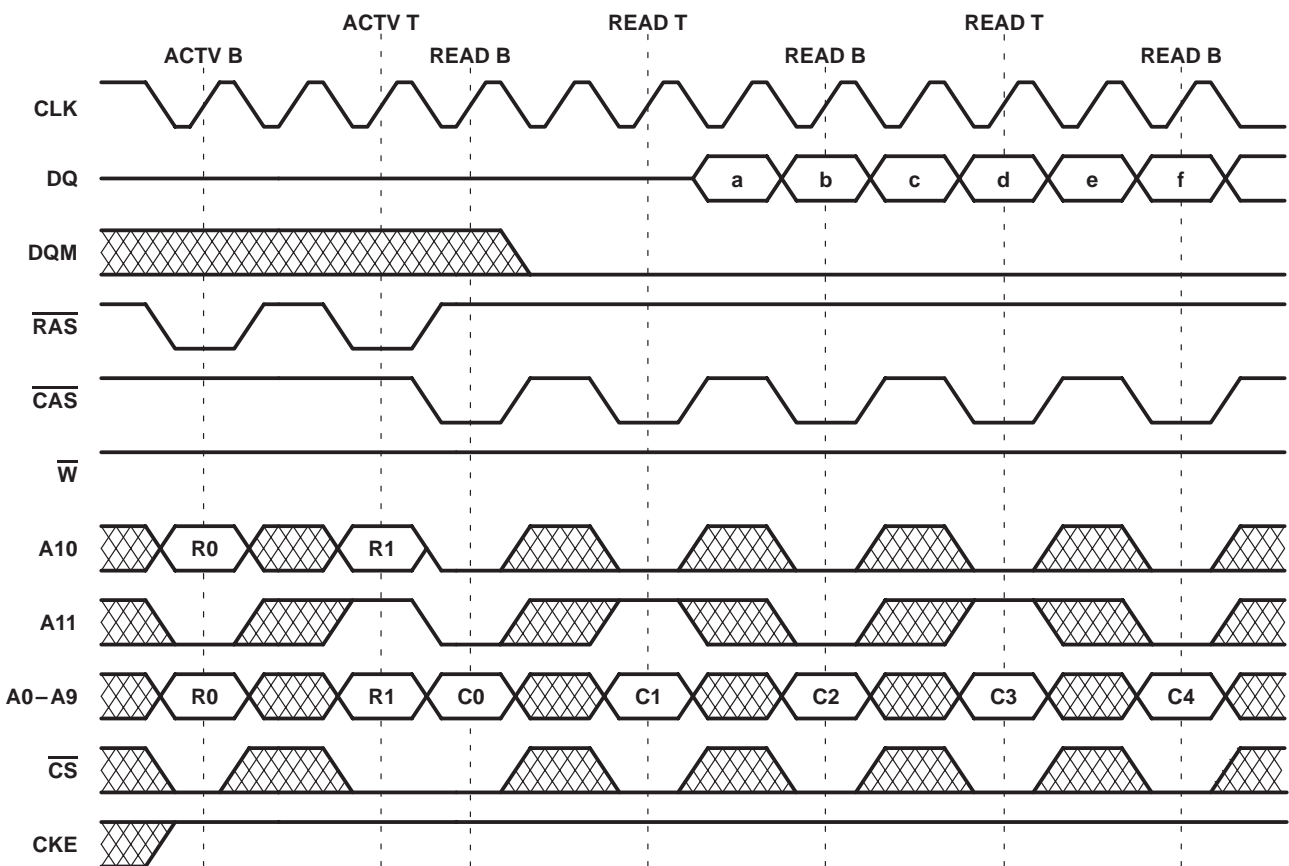 ACTV T READ T READ T
ACTV B READ B READ B READ B
CLK
DQ a b c d e f
DQM
RAS
CAS
W
A10 R0 R1
A11
A0–A9 R0 R1 C0 C1 C2 C3 C4
CS
CKE